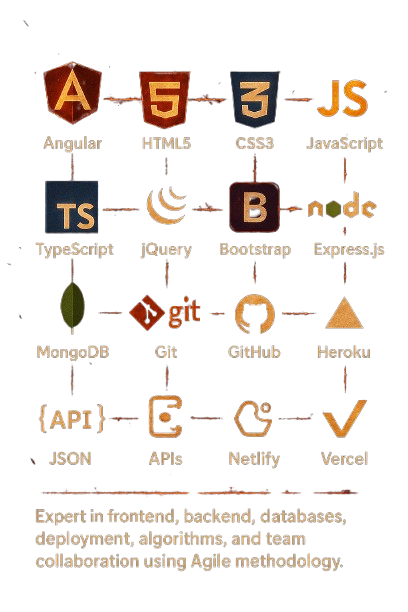 A 5 3 JS
Angular HTML5 CSS3 JavaScript
TS B node
TypeScript jQuery Bootstrap Express.js
git
MongoDB Git GitHub Heroku
{API}
JSON APIs Netlify Vercel
Expert in frontend, backend, databases,
deployment, algorithms, and team
collaboration using Agile methodology.